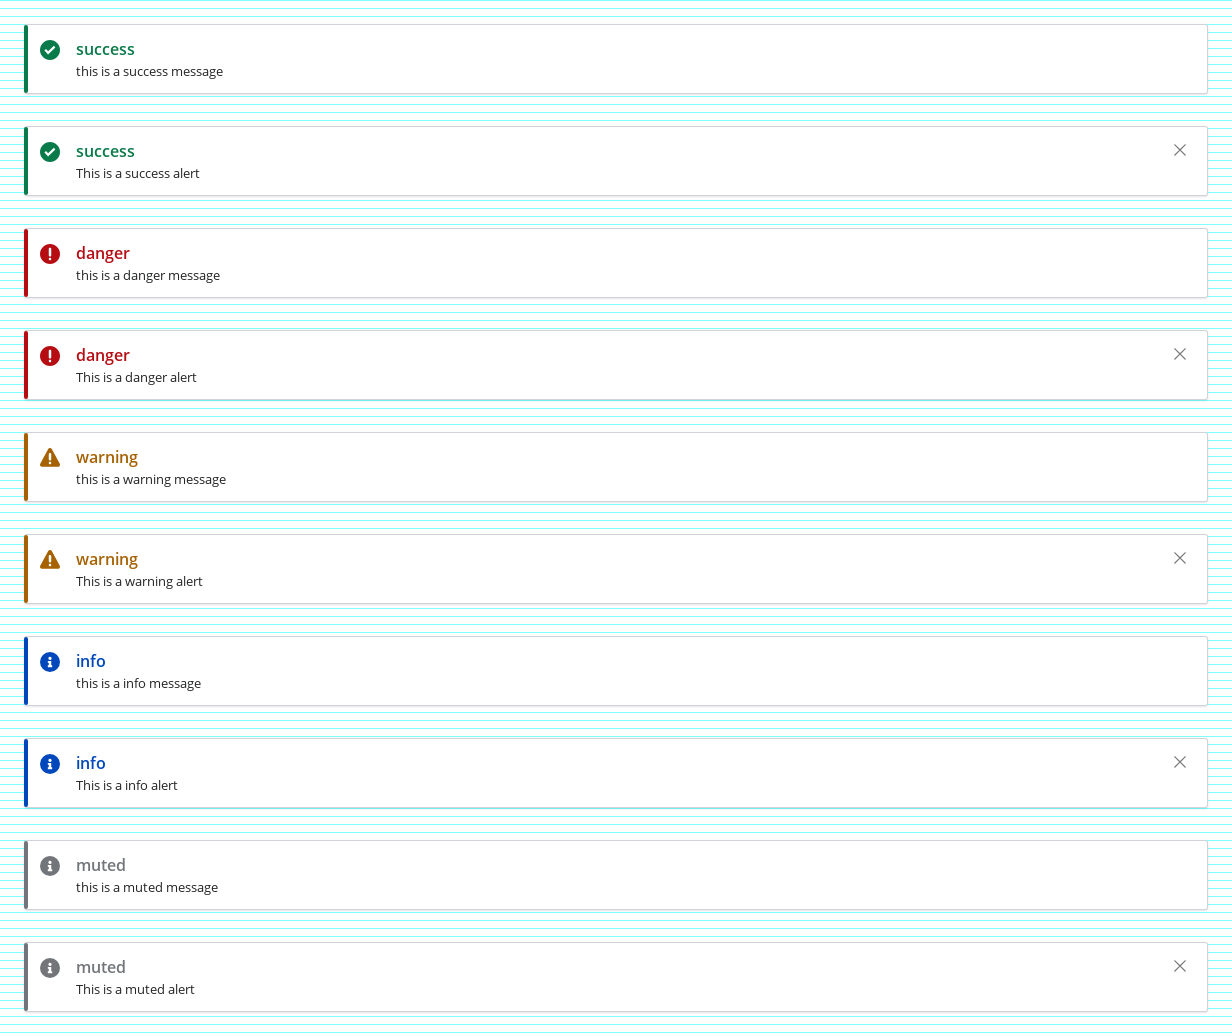 success
this is a success message
success
This is a success alert
danger
this is a danger message
danger
This is a danger alert
warning
this is a warning message
warning
This is a warning alert
info
this is a info message
info
This is a info alert
muted
this is a muted message
muted
This is a muted alert